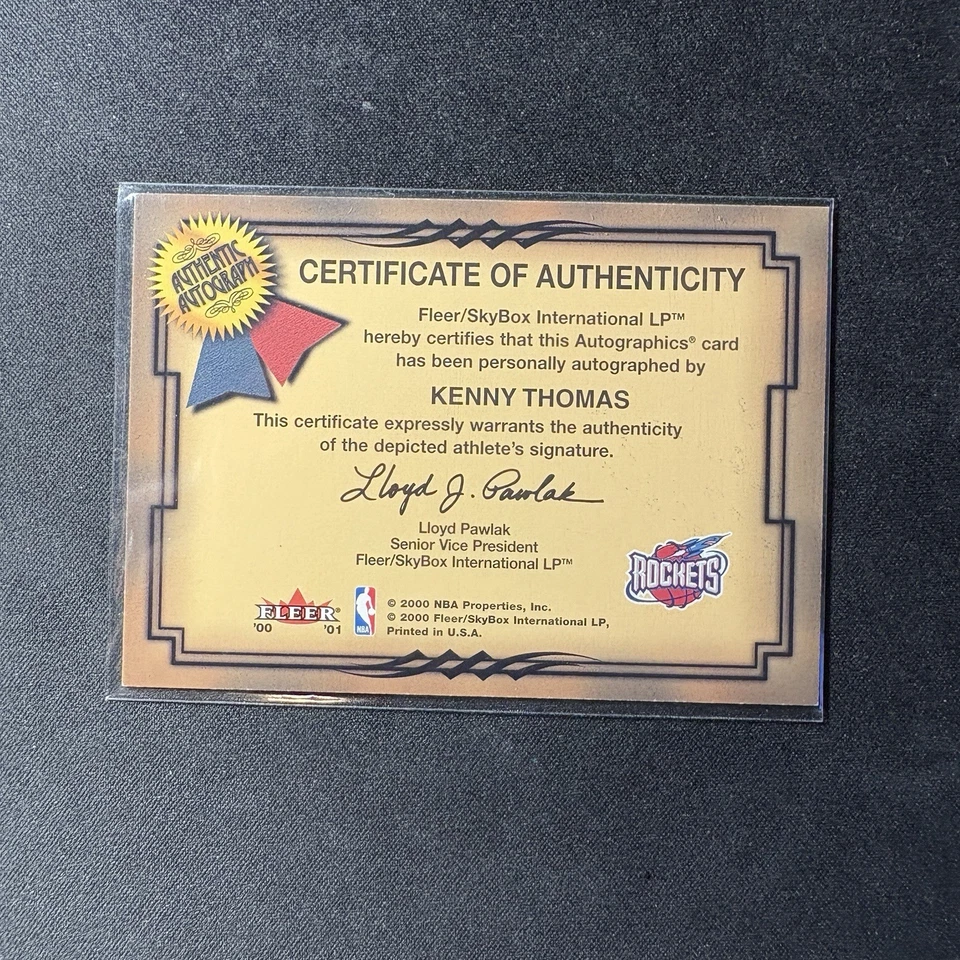 AUTHENTIC
AUTOGRAPH
CERTIFICATE OF AUTHENTICITY
Fleer/SkyBox International LP™
hereby certifies that this Autographics® card
has been personally autographed by
KENNY THOMAS
This certificate expressly warrants the authenticity
of the depicted athlete's signature.
Lloyd J. Pawlak
Lloyd Pawlak
Senior Vice President
Fleer/SkyBox International LP™
ROCKETS
FLEER®
'00 '01
NBA
© 2000 NBA Properties, Inc.
© 2000 Fleer/SkyBox International LP,
Printed in U.S.A.